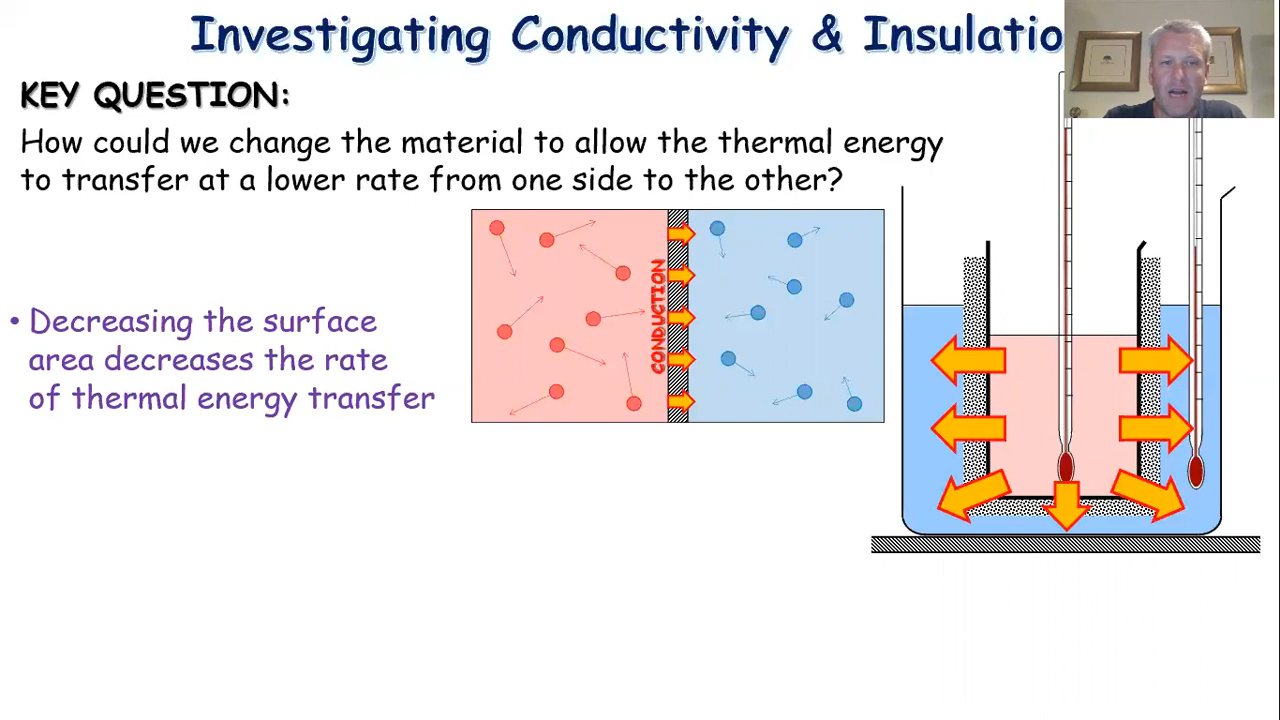 Investigating Conductivity & Insulatio
KEY QUESTION:
How could we change the material to allow the thermal energy
to transfer at a lower rate from one side to the other?
CONDUCTION
• Decreasing the surface
area decreases the rate
of thermal energy transfer